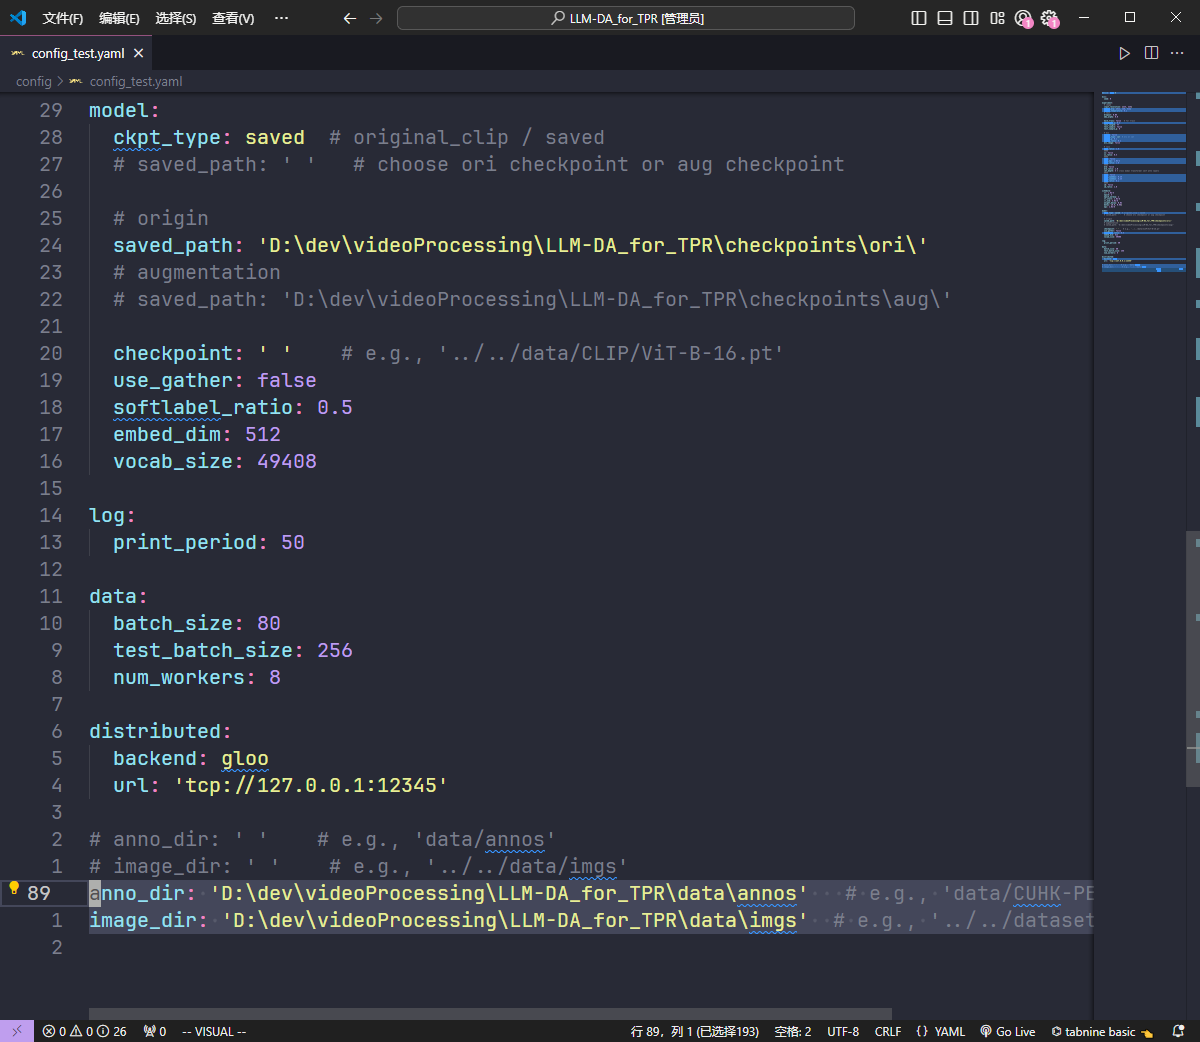 文件(F) 编辑(E) 选择(S) 查看(V) ··· LLM-DA_for_TPR [管理员]
config_test.yaml
config > config_test.yaml
29 model:
28 ckpt_type: saved # original_clip / saved
27 # saved_path: ' ' # choose ori checkpoint or aug checkpoint
26
25 # origin
24 saved_path: 'D:\dev\videoProcessing\LLM-DA_for_TPR\checkpoints\ori\'
23 # augmentation
22 # saved_path: 'D:\dev\videoProcessing\LLM-DA_for_TPR\checkpoints\aug\'
21
20 checkpoint: ' ' # e.g., '../../data/CLIP/ViT-B-16.pt'
19 use_gather: false
18 softlabel_ratio: 0.5
17 embed_dim: 512
16 vocab_size: 49408
15
14 log:
13 print_period: 50
12
11 data:
10 batch_size: 80
9 test_batch_size: 256
8 num_workers: 8
7
6 distributed:
5 backend: gloo
4 url: 'tcp://127.0.0.1:12345'
3
2 # anno_dir: ' ' # e.g., 'data/annos'
1 # image_dir: ' ' # e.g., '../../data/imgs'
89 anno_dir: 'D:\dev\videoProcessing\LLM-DA_for_TPR\data\annos' # e.g., 'data/CUHK-PE
1 image_dir: 'D:\dev\videoProcessing\LLM-DA_for_TPR\data\imgs' # e.g., '../../dataset
2
0 0 26 0 -- VISUAL -- 行 89，列 1 (已选择193) 空格: 2 UTF-8 CRLF {} YAML Go Live tabnine basic